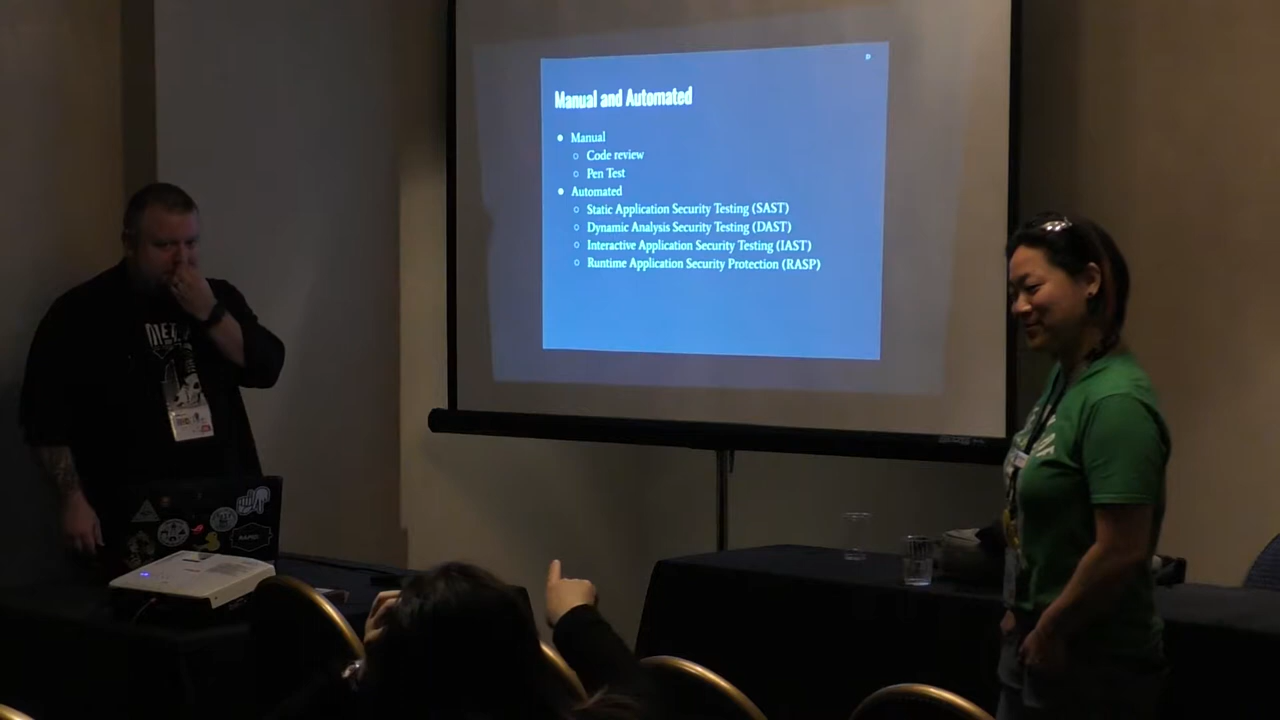 Manual and Automated
● Manual
○ Code review
○ Pen Test
● Automated
○ Static Application Security Testing (SAST)
○ Dynamic Analysis Security Testing (DAST)
○ Interactive Application Security Testing (IAST)
○ Runtime Application Security Protection (RASP)